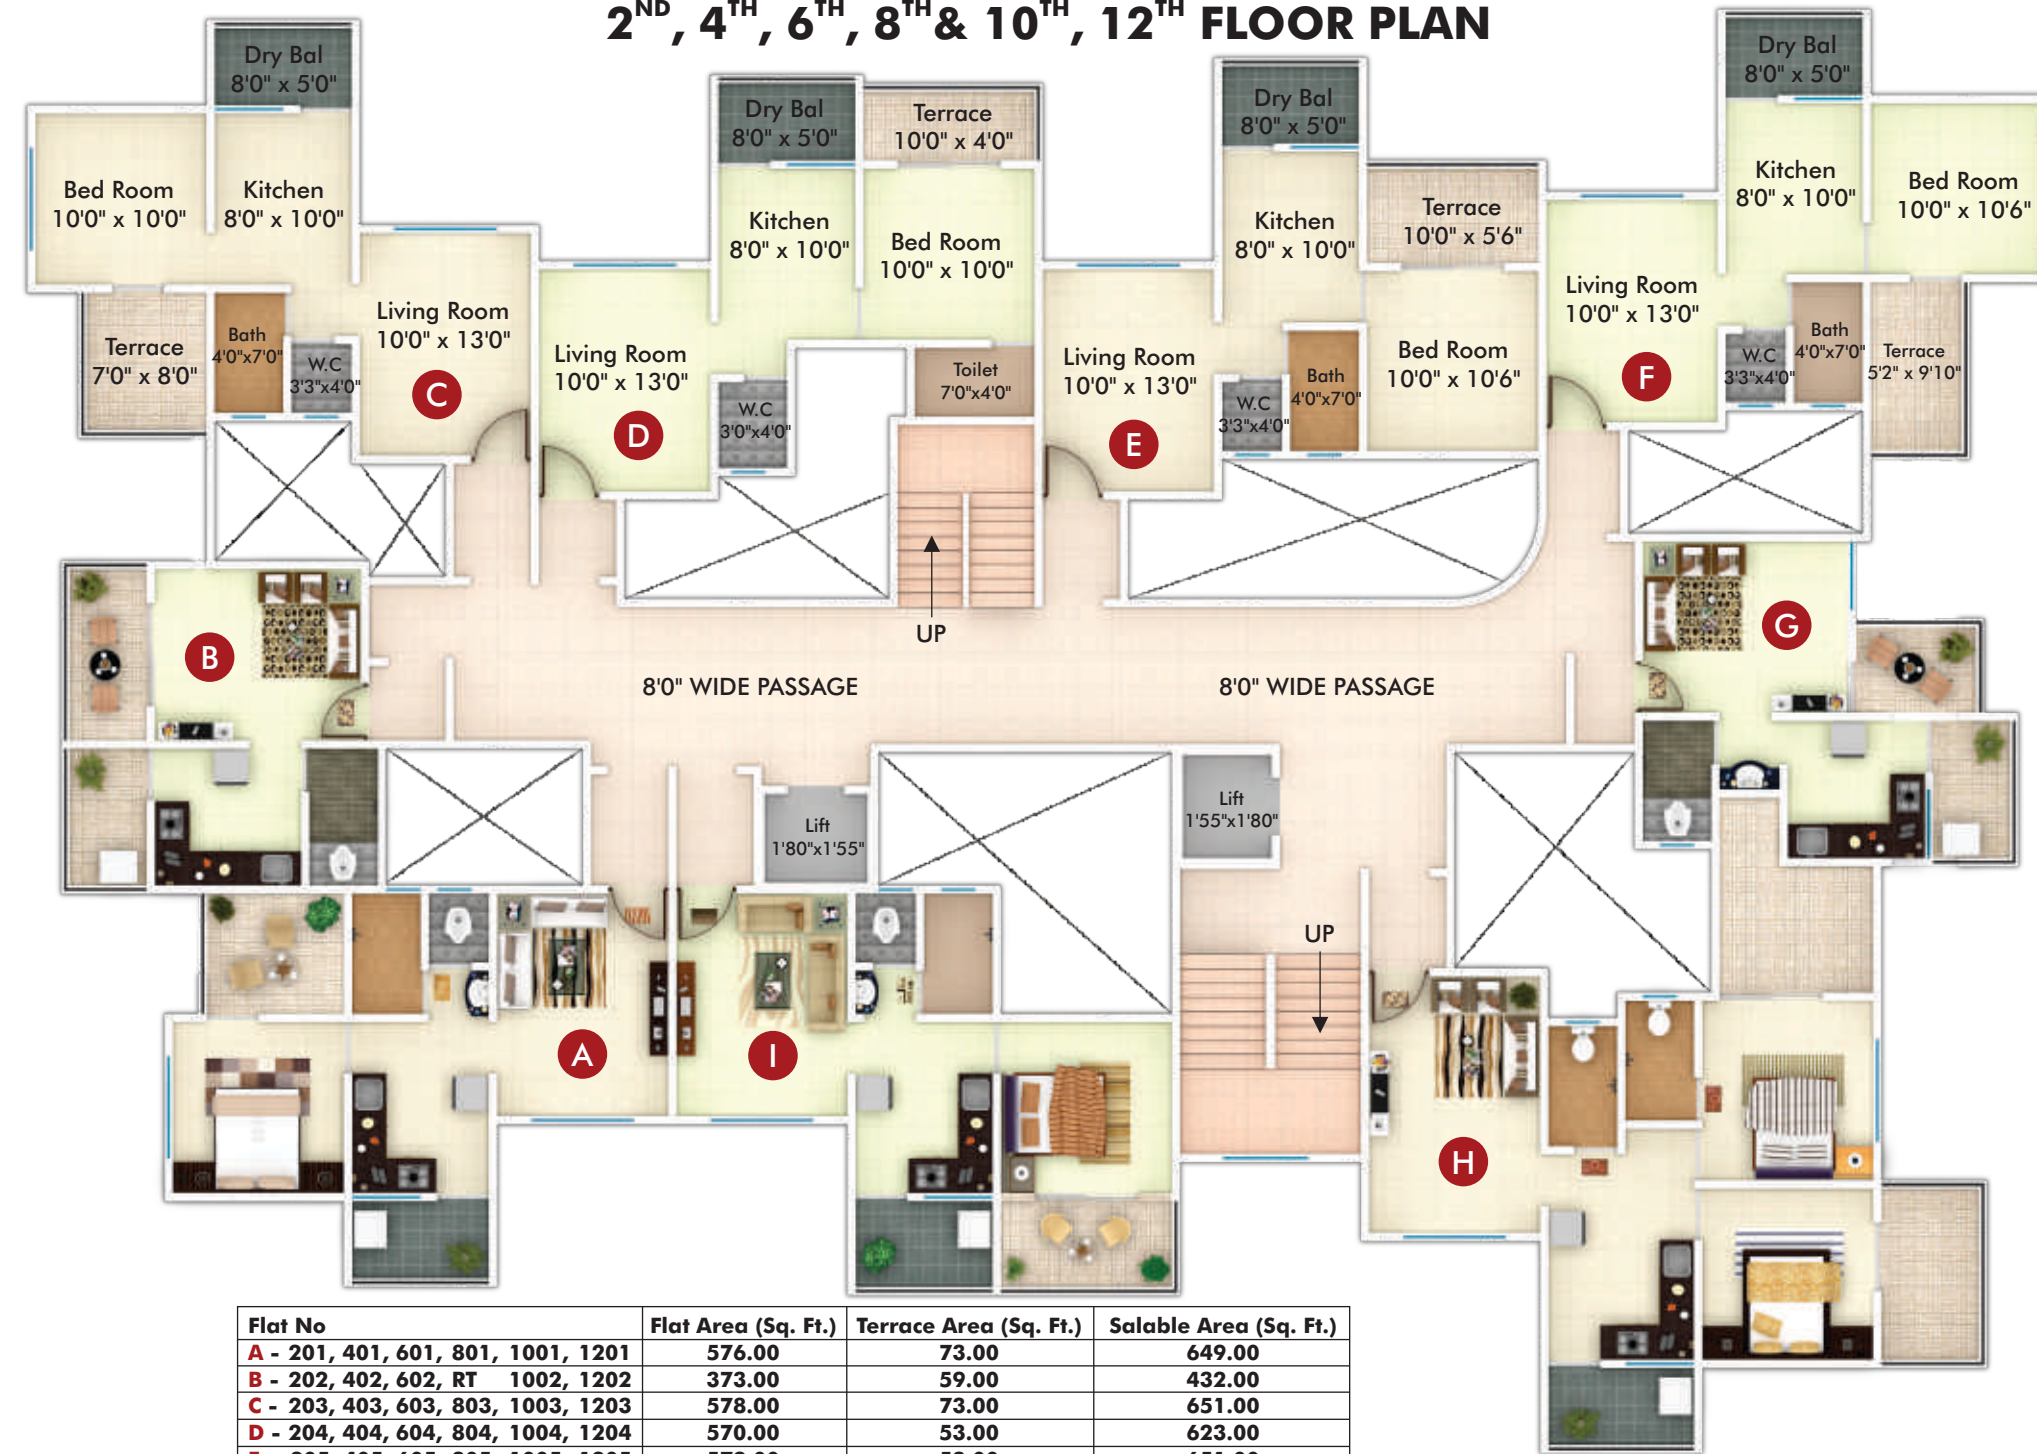 2ND, 4TH, 6TH, 8TH & 10TH, 12TH FLOOR PLAN
Dry Bal
8'0" x 5'0"
Bed Room
10'0" x 10'0"
Kitchen
8'0" x 10'0"
Terrace
7'0" x 8'0"
Bath
4'0"x7'0"
W.C
3'3"x4'0"
Living Room
10'0" x 13'0"
C
Dry Bal
8'0" x 5'0"
Terrace
10'0" x 4'0"
Kitchen
8'0" x 10'0"
Bed Room
10'0" x 10'0"
Living Room
10'0" x 13'0"
D
W.C
3'0"x4'0"
Toilet
7'0"x4'0"
Dry Bal
8'0" x 5'0"
Kitchen
8'0" x 10'0"
Terrace
10'0" x 5'6"
Living Room
10'0" x 13'0"
E
W.C
3'3"x4'0"
Bath
4'0"x7'0"
Bed Room
10'0" x 10'6"
Dry Bal
8'0" x 5'0"
Kitchen
8'0" x 10'0"
Bed Room
10'0" x 10'6"
Living Room
10'0" x 13'0"
F
W.C
3'3"x4'0"
Bath
4'0"x7'0"
Terrace
5'2" x 9'10"
UP
B
G
8'0" WIDE PASSAGE
8'0" WIDE PASSAGE
Lift
1'80"x1'55"
Lift
1'55"x1'80"
UP
A
I
H
Flat No Flat Area (Sq. Ft.) Terrace Area (Sq. Ft.) Salable Area (Sq. Ft.)
A - 201, 401, 601, 801, 1001, 1201 576.00 73.00 649.00
B - 202, 402, 602, RT 1002, 1202 373.00 59.00 432.00
C - 203, 403, 603, 803, 1003, 1203 578.00 73.00 651.00
D - 204, 404, 604, 804, 1004, 1204 570.00 53.00 623.00